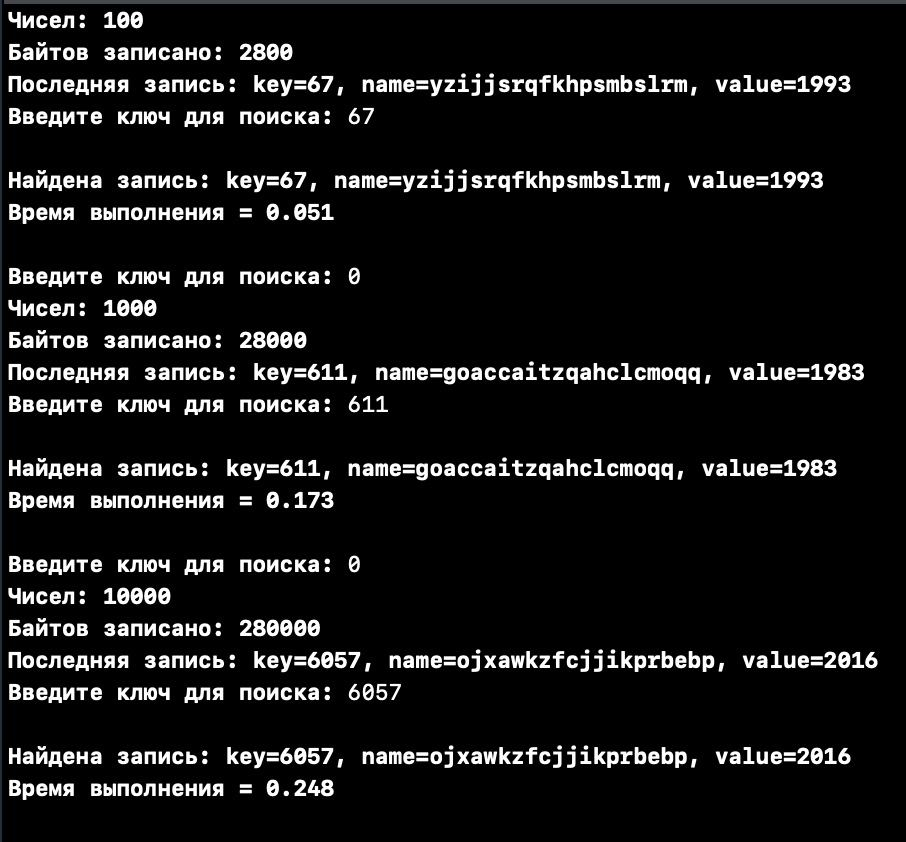 Чисел: 100
Байтов записано: 2800
Последняя запись: key=67, name=yzijjsrqfkhpsmbslrm, value=1993
Введите ключ для поиска: 67
Найдена запись: key=67, name=yzijjsrqfkhpsmbslrm, value=1993
Время выполнения = 0.051
Введите ключ для поиска: 0
Чисел: 1000
Байтов записано: 28000
Последняя запись: key=611, name=goaccaitzqahclcmoqq, value=1983
Введите ключ для поиска: 611
Найдена запись: key=611, name=goaccaitzqahclcmoqq, value=1983
Время выполнения = 0.173
Введите ключ для поиска: 0
Чисел: 10000
Байтов записано: 280000
Последняя запись: key=6057, name=ojxawkzfcjjikprbebp, value=2016
Введите ключ для поиска: 6057
Найдена запись: key=6057, name=ojxawkzfcjjikprbebp, value=2016
Время выполнения = 0.248